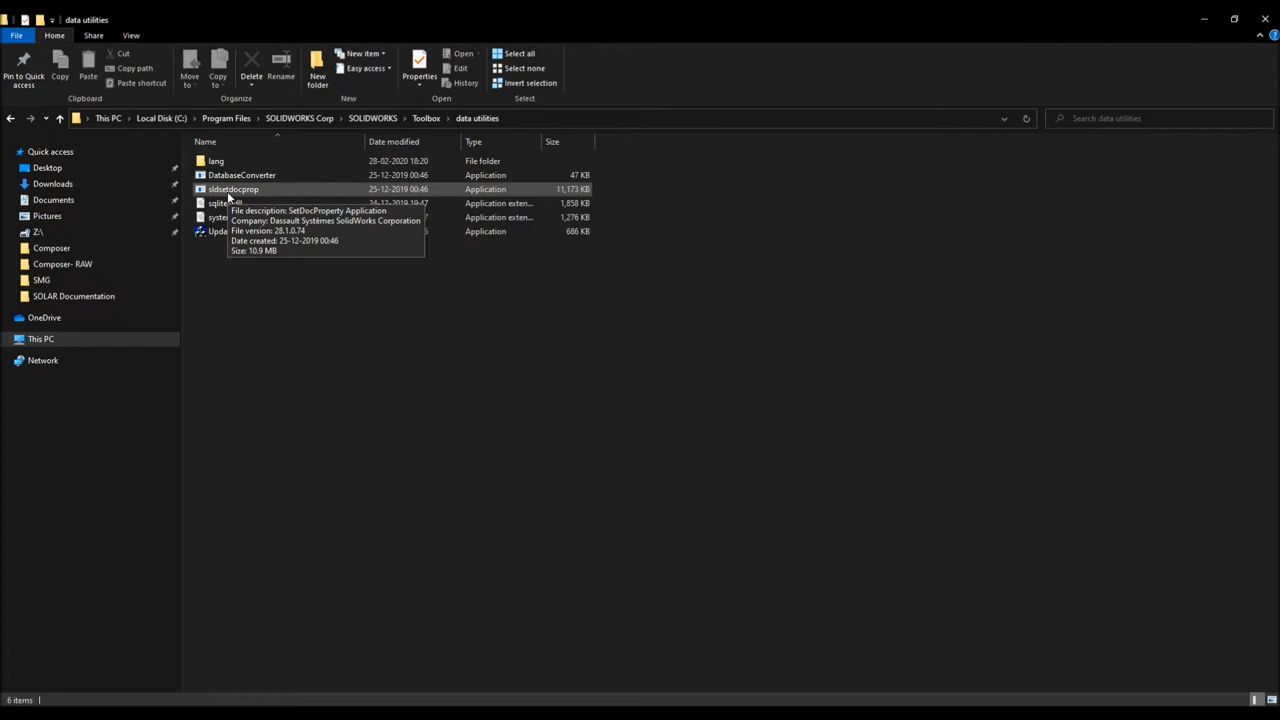 data utilities
File Home Share View
Pin to Quick access
Copy
Paste
Cut
Copy path
Paste shortcut
Clipboard
Move to
Copy to
Delete
Rename
Organize
New folder
New item
Easy access
New
Properties
Open
Edit
History
Open
Select all
Select none
Invert selection
Select
This PC > Local Disk (C:) > Program Files > SOLIDWORKS Corp > SOLIDWORKS > Toolbox > data utilities
Search data utilities
Quick access
Desktop
Downloads
Documents
Pictures
Z:\
Composer
Composer- RAW
SMG
SOLAR Documentation
OneDrive
This PC
Network
Name Date modified Type Size
lang 28-02-2020 18:20 File folder
DatabaseConverter 25-12-2019 00:46 Application 47 KB
sldsetdocprop 25-12-2019 00:46 Application 11,173 KB
24-12-2019 19:47 Application exten... 1,858 KB
Application exten... 1,276 KB
Application 686 KB
File description: SetDocProperty Application
Company: Dassault Systèmes SolidWorks Corporation
File version: 28.1.0.74
Date created: 25-12-2019 00:46
Size: 10.9 MB
6 items